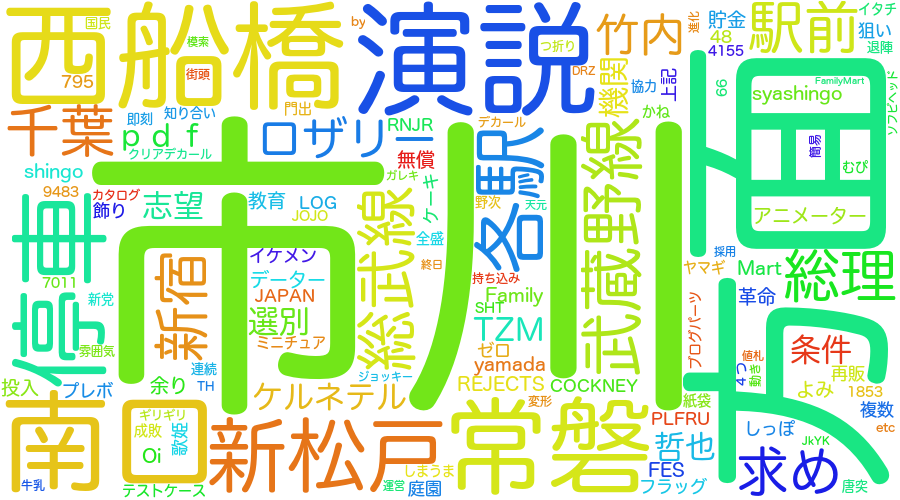 国民
by
模索
街頭
795
西
船橋
演説
つ折り
DRZ
竹内
進化
貯金
48
4155
駅前
イタチ
狙い
退陣
千葉
pdf
即刻
知り合い
クリアデカール
門出
ロザリー
RNJR
デカール
無償
ガレキ
機関
上記
協力
かね
66
syashingo
FamilyMart
簡易
むぴ
ソフビヘッド
shingo
9483
カタログ
飾り
志望
教育
LOG
JOJO
ケーキ
全盛
終日
各駅
野次
天元
武蔵野線
アニメーター
採用
停車
7011
新党
雰囲気
新宿
イケメン
データー
JAPAN
選別
ミニチュア
総武線
持ち込み
Family
SHT
TZM
ゼロ
yamada
ヤマギ
Mart
革命
総理
ブログパーツ
市川
両国
投入
プレボ
余り
連続
TH
ジョッキー
ケルネテル
REJECTS
COCKNEY
変形
紙袋
4つ
動き
値札
条件
再販
よみ
1853
南口
ギリギリ
成敗
Oi
歌姫
新松戸
常磐
PLFRU
哲也
FES
フラッグ
しっぽ
複数
etc
JkYK
求め
唐突
牛乳
テストケース
運営
しまうま
庭園